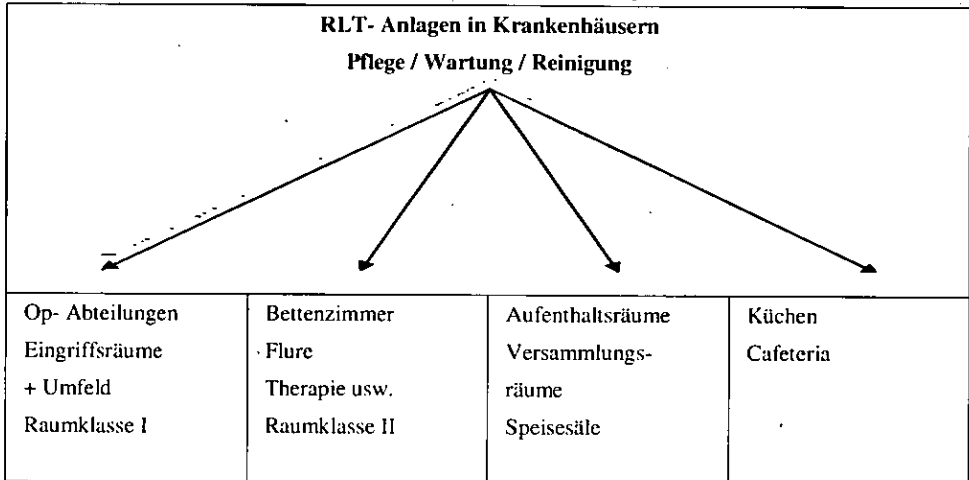 RLT- Anlagen in Krankenhäusern
Pflege / Wartung / Reinigung
Op- Abteilungen
Eingriffsräume
+ Umfeld
Raumklasse I
Bettenzimmer
Flure
Therapie usw.
Raumklasse II
Aufenthaltsräume
Versammlungs-
räume
Speisesäle
Küchen
Cafeteria